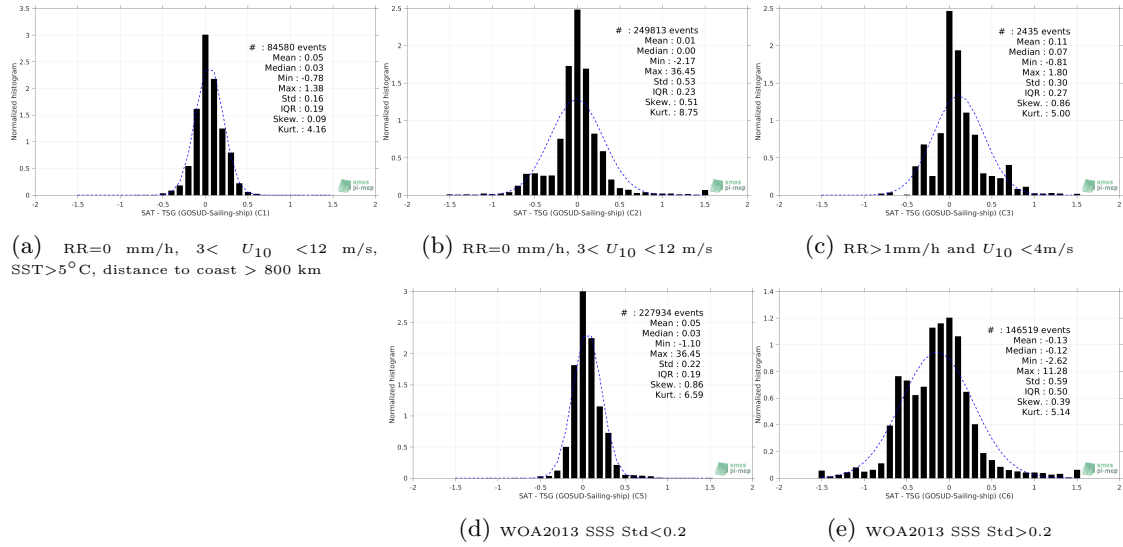 3.5
3
2.5
2
1.5
1
0.5
0
Normalized histogram
# : 84580 events
Mean : 0.05
Median : 0.03
Min : -0.78
Max : 1.38
Std : 0.16
IQR : 0.19
Skew. : 0.09
Kurt. : 4.16
smos
pi-mep
-2 -1.5 -1 -0.5 0 0.5 1 1.5 2
SAT - TSG (GOSUD-Sailing-ship) (C1)
(a) RR=0 mm/h, 3< U10 <12 m/s,
SST>5°C, distance to coast > 800 km
2.5
2
1.5
1
0.5
0
Normalized histogram
# : 249813 events
Mean : 0.01
Median : 0.00
Min : -2.17
Max : 36.45
Std : 0.53
IQR : 0.23
Skew. : 0.51
Kurt. : 8.75
smos
pi-mep
-2 -1.5 -1 -0.5 0 0.5 1 1.5 2
SAT - TSG (GOSUD-Sailing-ship) (C2)
(b) RR=0 mm/h, 3< U10 <12 m/s
2.5
2
1.5
1
0.5
0
Normalized histogram
# : 2435 events
Mean : 0.11
Median : 0.07
Min : -0.81
Max : 1.80
Std : 0.30
IQR : 0.27
Skew. : 0.86
Kurt. : 5.00
smos
pi-mep
-2 -1.5 -1 -0.5 0 0.5 1 1.5 2
SAT - TSG (GOSUD-Sailing-ship) (C3)
(c) RR>1mm/h and U10 <4m/s
3
2.5
2
1.5
1
0.5
0
Normalized histogram
# : 227934 events
Mean : 0.05
Median : 0.03
Min : -1.10
Max : 36.45
Std : 0.22
IQR : 0.19
Skew. : 0.86
Kurt. : 6.59
smos
pi-mep
-2 -1.5 -1 -0.5 0 0.5 1 1.5 2
SAT - TSG (GOSUD-Sailing-ship) (C5)
(d) WOA2013 SSS Std<0.2
1.4
1.2
1
0.8
0.6
0.4
0.2
0
Normalized histogram
# : 146519 events
Mean : -0.13
Median : -0.12
Min : -2.62
Max : 11.28
Std : 0.59
IQR : 0.50
Skew. : 0.39
Kurt. : 5.14
smos
pi-mep
-2 -1.5 -1 -0.5 0 0.5 1 1.5 2
SAT - TSG (GOSUD-Sailing-ship) (C6)
(e) WOA2013 SSS Std>0.2